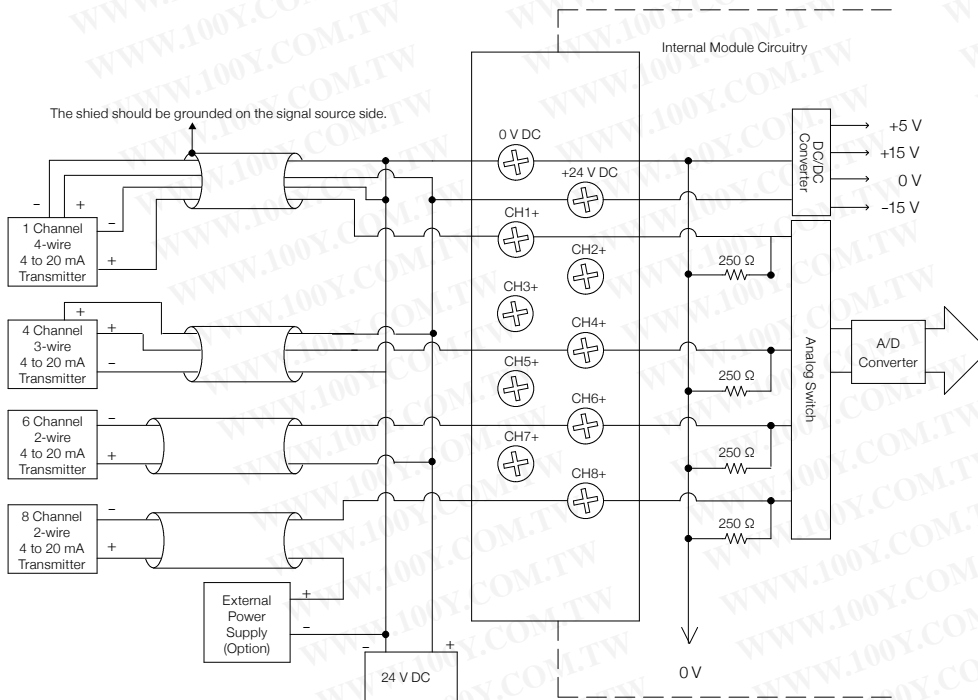 Internal Module Circuitry
The shied should be grounded on the signal source side.
0 V DC
+24 V DC
DC/DC
Converter
+5 V
+15 V
0 V
-15 V
- +
1 Channel
4-wire
4 to 20 mA
Transmitter
-
+
CH1+
CH2+
250 Ω
CH3+
+
4 Channel
3-wire
4 to 20 mA
Transmitter
+
-
CH4+
250 Ω
CH5+
Analog Switch
A/D
Converter
6 Channel
2-wire
4 to 20 mA
Transmitter
-
+
CH6+
250 Ω
CH7+
8 Channel
2-wire
4 to 20 mA
Transmitter
-
+
CH8+
250 Ω
External
Power
Supply
(Option)
+
-
- +
24 V DC
0 V
WWW.100Y.COM.TW